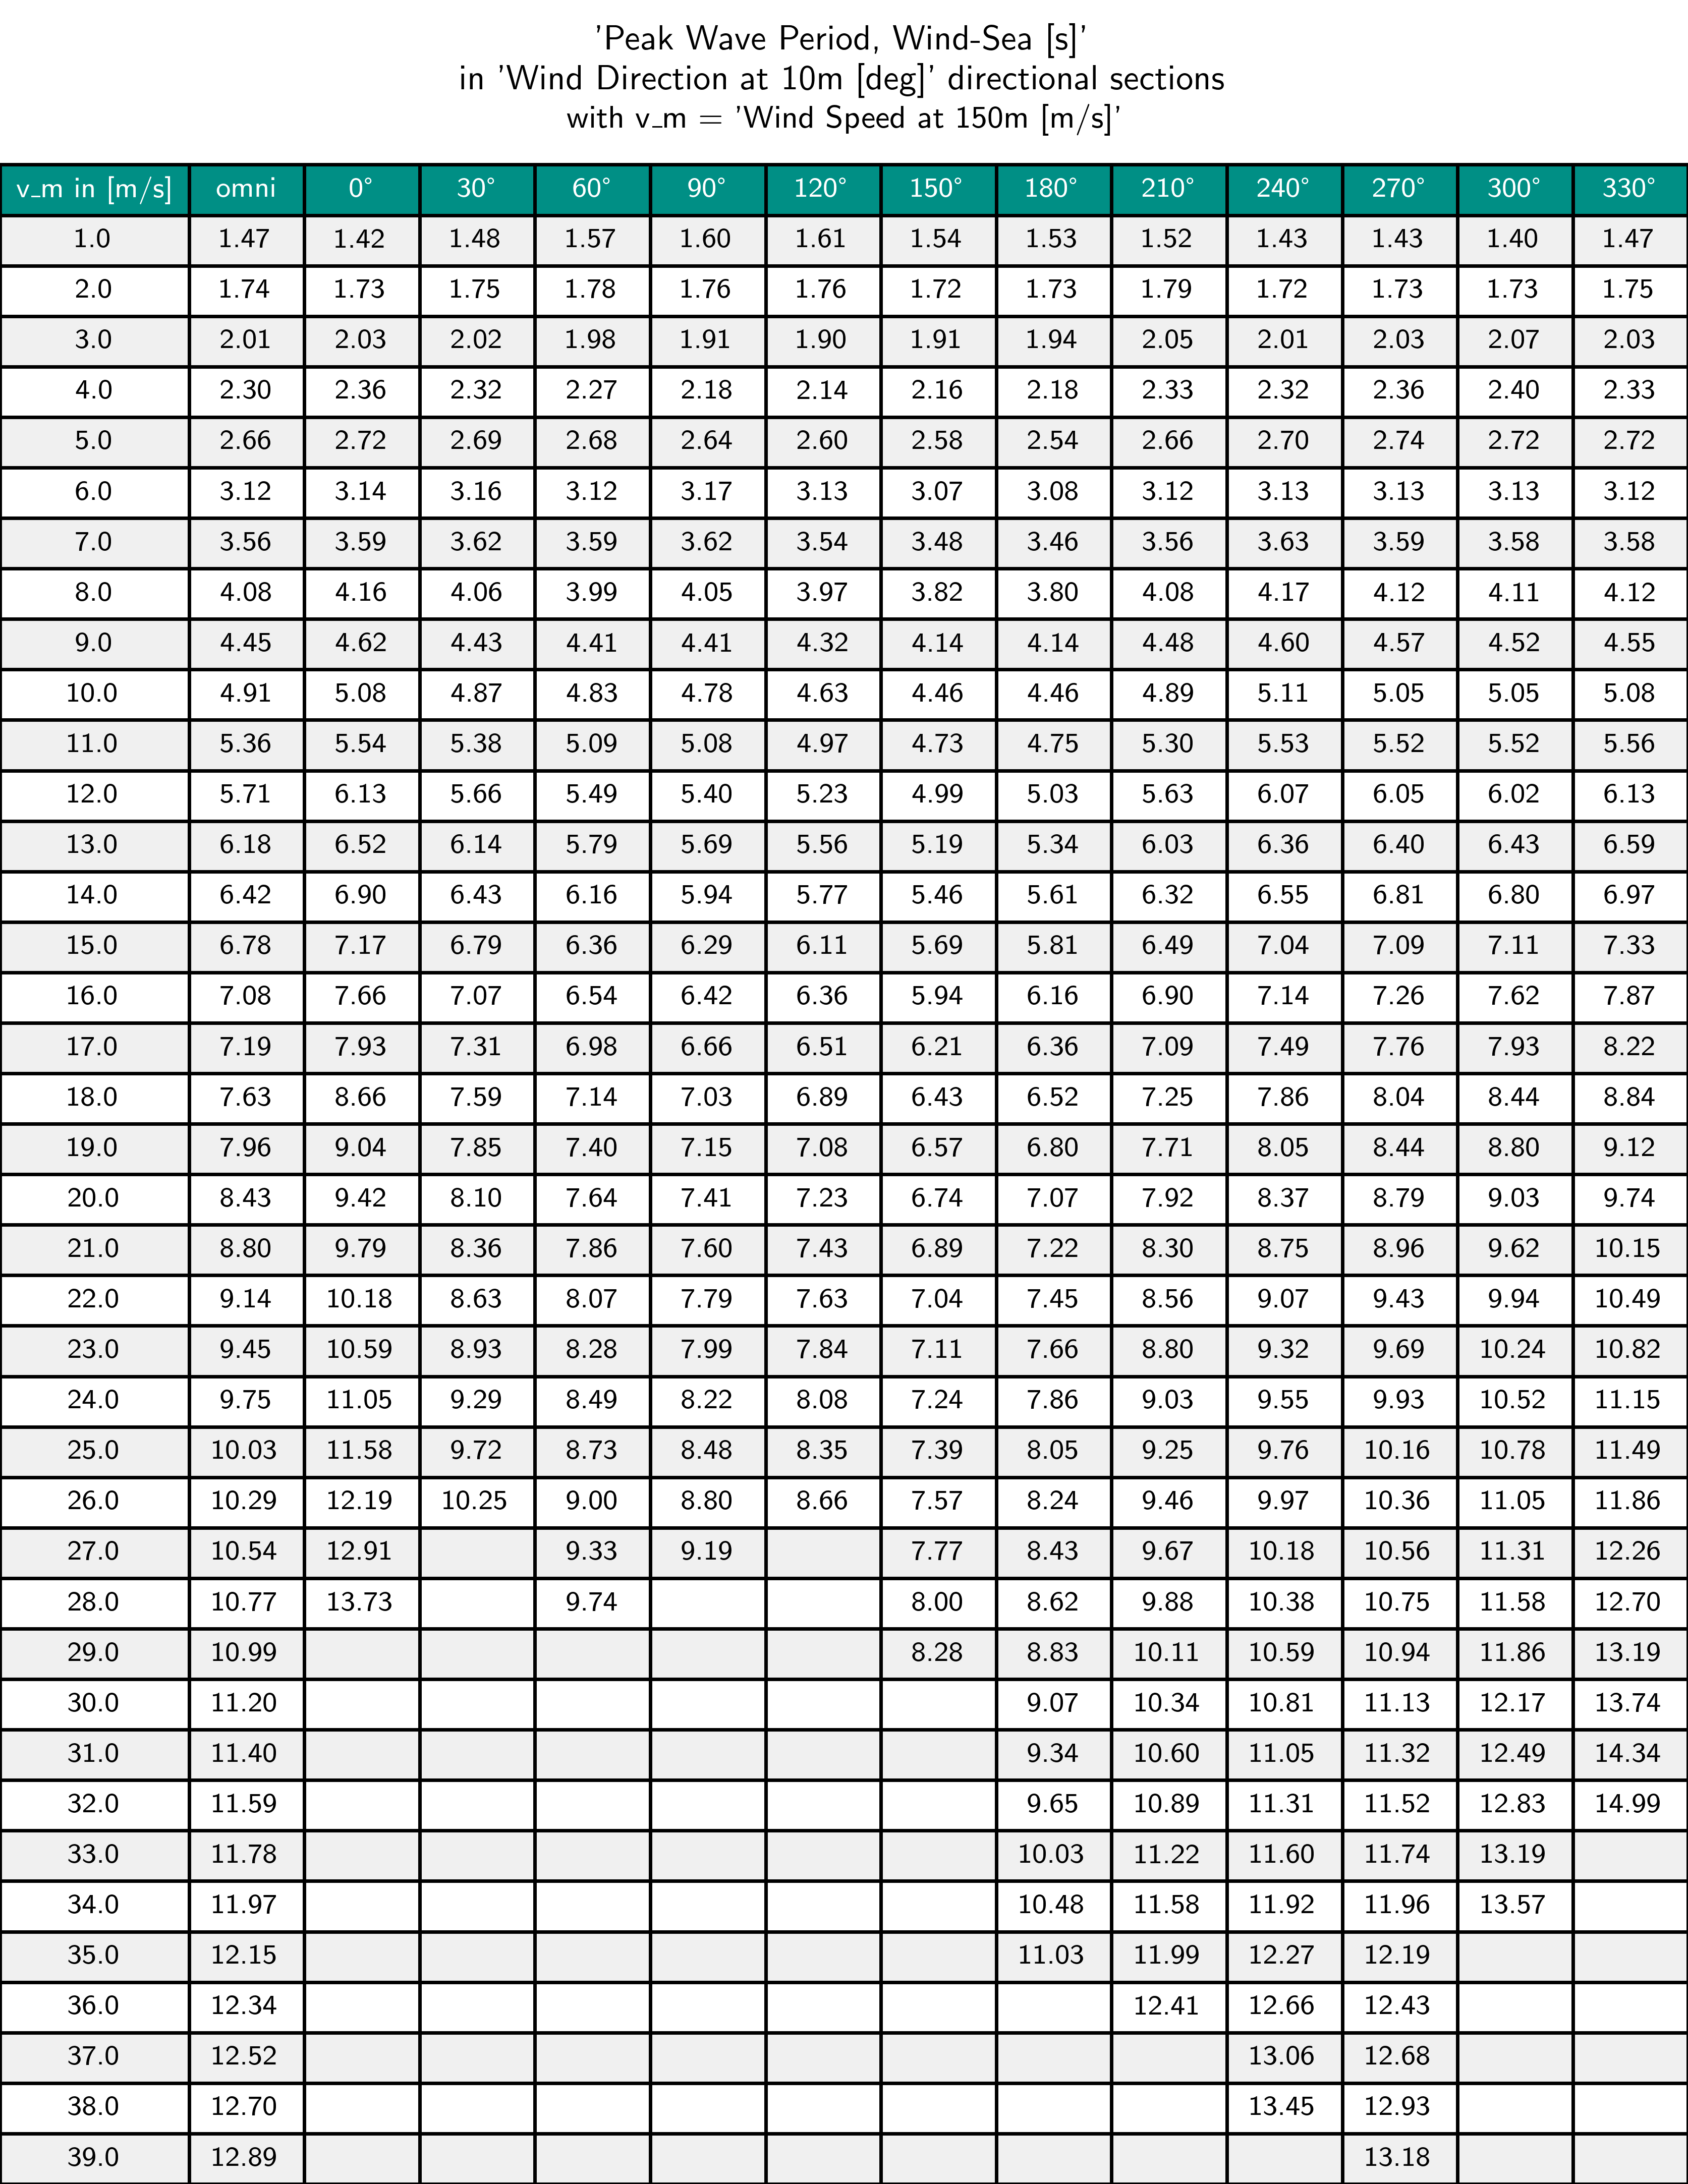 'Peak Wave Period, Wind-Sea [s]'
in 'Wind Direction at 10m [deg]' directional sections
with v_m = 'Wind Speed at 150m [m/s]'
v_m in [m/s] omni 0° 30° 60° 90° 120° 150° 180° 210° 240° 270° 300° 330°
1.0 1.47 1.42 1.48 1.57 1.60 1.61 1.54 1.53 1.52 1.43 1.43 1.40 1.47
2.0 1.74 1.73 1.75 1.78 1.76 1.76 1.72 1.73 1.79 1.72 1.73 1.73 1.75
3.0 2.01 2.03 2.02 1.98 1.91 1.90 1.91 1.94 2.05 2.01 2.03 2.07 2.03
4.0 2.30 2.36 2.32 2.27 2.18 2.14 2.16 2.18 2.33 2.32 2.36 2.40 2.33
5.0 2.66 2.72 2.69 2.68 2.64 2.60 2.58 2.54 2.66 2.70 2.74 2.72 2.72
6.0 3.12 3.14 3.16 3.12 3.17 3.13 3.07 3.08 3.12 3.13 3.13 3.13 3.12
7.0 3.56 3.59 3.62 3.59 3.62 3.54 3.48 3.46 3.56 3.63 3.59 3.58 3.58
8.0 4.08 4.16 4.06 3.99 4.05 3.97 3.82 3.80 4.08 4.17 4.12 4.11 4.12
9.0 4.45 4.62 4.43 4.41 4.41 4.32 4.14 4.14 4.48 4.60 4.57 4.52 4.55
10.0 4.91 5.08 4.87 4.83 4.78 4.63 4.46 4.46 4.89 5.11 5.05 5.05 5.08
11.0 5.36 5.54 5.38 5.09 5.08 4.97 4.73 4.75 5.30 5.53 5.52 5.52 5.56
12.0 5.71 6.13 5.66 5.49 5.40 5.23 4.99 5.03 5.63 6.07 6.05 6.02 6.13
13.0 6.18 6.52 6.14 5.79 5.69 5.56 5.19 5.34 6.03 6.36 6.40 6.43 6.59
14.0 6.42 6.90 6.43 6.16 5.94 5.77 5.46 5.61 6.32 6.55 6.81 6.80 6.97
15.0 6.78 7.17 6.79 6.36 6.29 6.11 5.69 5.81 6.49 7.04 7.09 7.11 7.33
16.0 7.08 7.66 7.07 6.54 6.42 6.36 5.94 6.16 6.90 7.14 7.26 7.62 7.87
17.0 7.19 7.93 7.31 6.98 6.66 6.51 6.21 6.36 7.09 7.49 7.76 7.93 8.22
18.0 7.63 8.66 7.59 7.14 7.03 6.89 6.43 6.52 7.25 7.86 8.04 8.44 8.84
19.0 7.96 9.04 7.85 7.40 7.15 7.08 6.57 6.80 7.71 8.05 8.44 8.80 9.12
20.0 8.43 9.42 8.10 7.64 7.41 7.23 6.74 7.07 7.92 8.37 8.79 9.03 9.74
21.0 8.80 9.79 8.36 7.86 7.60 7.43 6.89 7.22 8.30 8.75 8.96 9.62 10.15
22.0 9.14 10.18 8.63 8.07 7.79 7.63 7.04 7.45 8.56 9.07 9.43 9.94 10.49
23.0 9.45 10.59 8.93 8.28 7.99 7.84 7.11 7.66 8.80 9.32 9.69 10.24 10.82
24.0 9.75 11.05 9.29 8.49 8.22 8.08 7.24 7.86 9.03 9.55 9.93 10.52 11.15
25.0 10.03 11.58 9.72 8.73 8.48 8.35 7.39 8.05 9.25 9.76 10.16 10.78 11.49
26.0 10.29 12.19 10.25 9.00 8.80 8.66 7.57 8.24 9.46 9.97 10.36 11.05 11.86
27.0 10.54 12.91 9.33 9.19 7.77 8.43 9.67 10.18 10.56 11.31 12.26
28.0 10.77 13.73 9.74 8.00 8.62 9.88 10.38 10.75 11.58 12.70
29.0 10.99 8.28 8.83 10.11 10.59 10.94 11.86 13.19
30.0 11.20 9.07 10.34 10.81 11.13 12.17 13.74
31.0 11.40 9.34 10.60 11.05 11.32 12.49 14.34
32.0 11.59 9.65 10.89 11.31 11.52 12.83 14.99
33.0 11.78 10.03 11.22 11.60 11.74 13.19
34.0 11.97 10.48 11.58 11.92 11.96 13.57
35.0 12.15 11.03 11.99 12.27 12.19
36.0 12.34 12.41 12.66 12.43
37.0 12.52 13.06 12.68
38.0 12.70 13.45 12.93
39.0 12.89 13.18